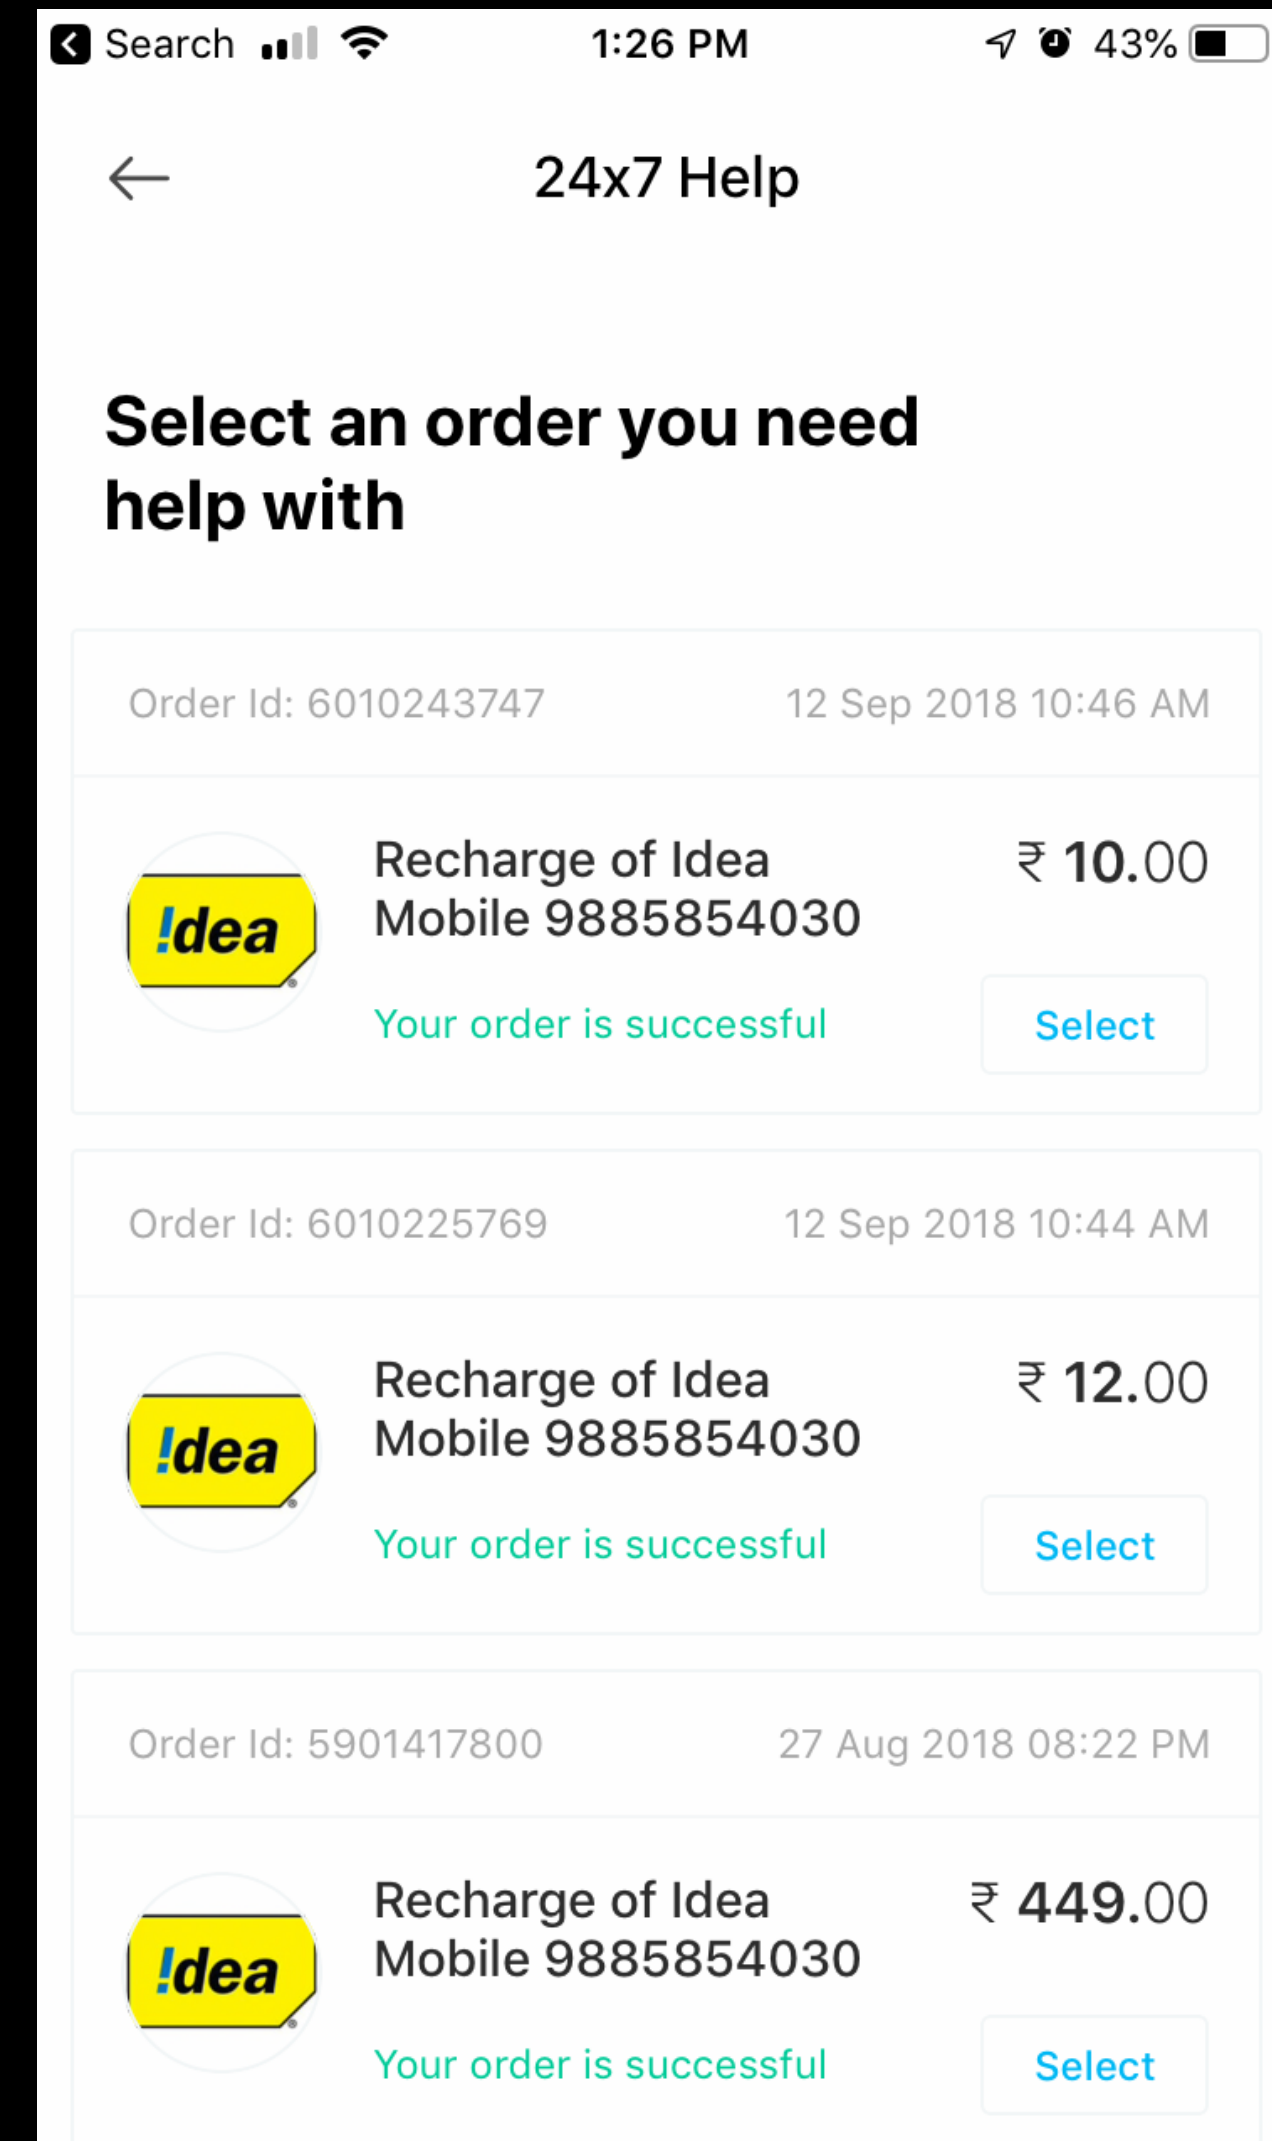 Search 1:26 PM 43%
24x7 Help
Select an order you need
help with
Order Id: 6010243747 12 Sep 2018 10:46 AM
Recharge of Idea ₹ 10.00
Mobile 9885854030
!dea
Your order is successful Select
Order Id: 6010225769 12 Sep 2018 10:44 AM
Recharge of Idea ₹ 12.00
Mobile 9885854030
!dea
Your order is successful Select
Order Id: 5901417800 27 Aug 2018 08:22 PM
Recharge of Idea ₹ 449.00
Mobile 9885854030
!dea
Your order is successful Select